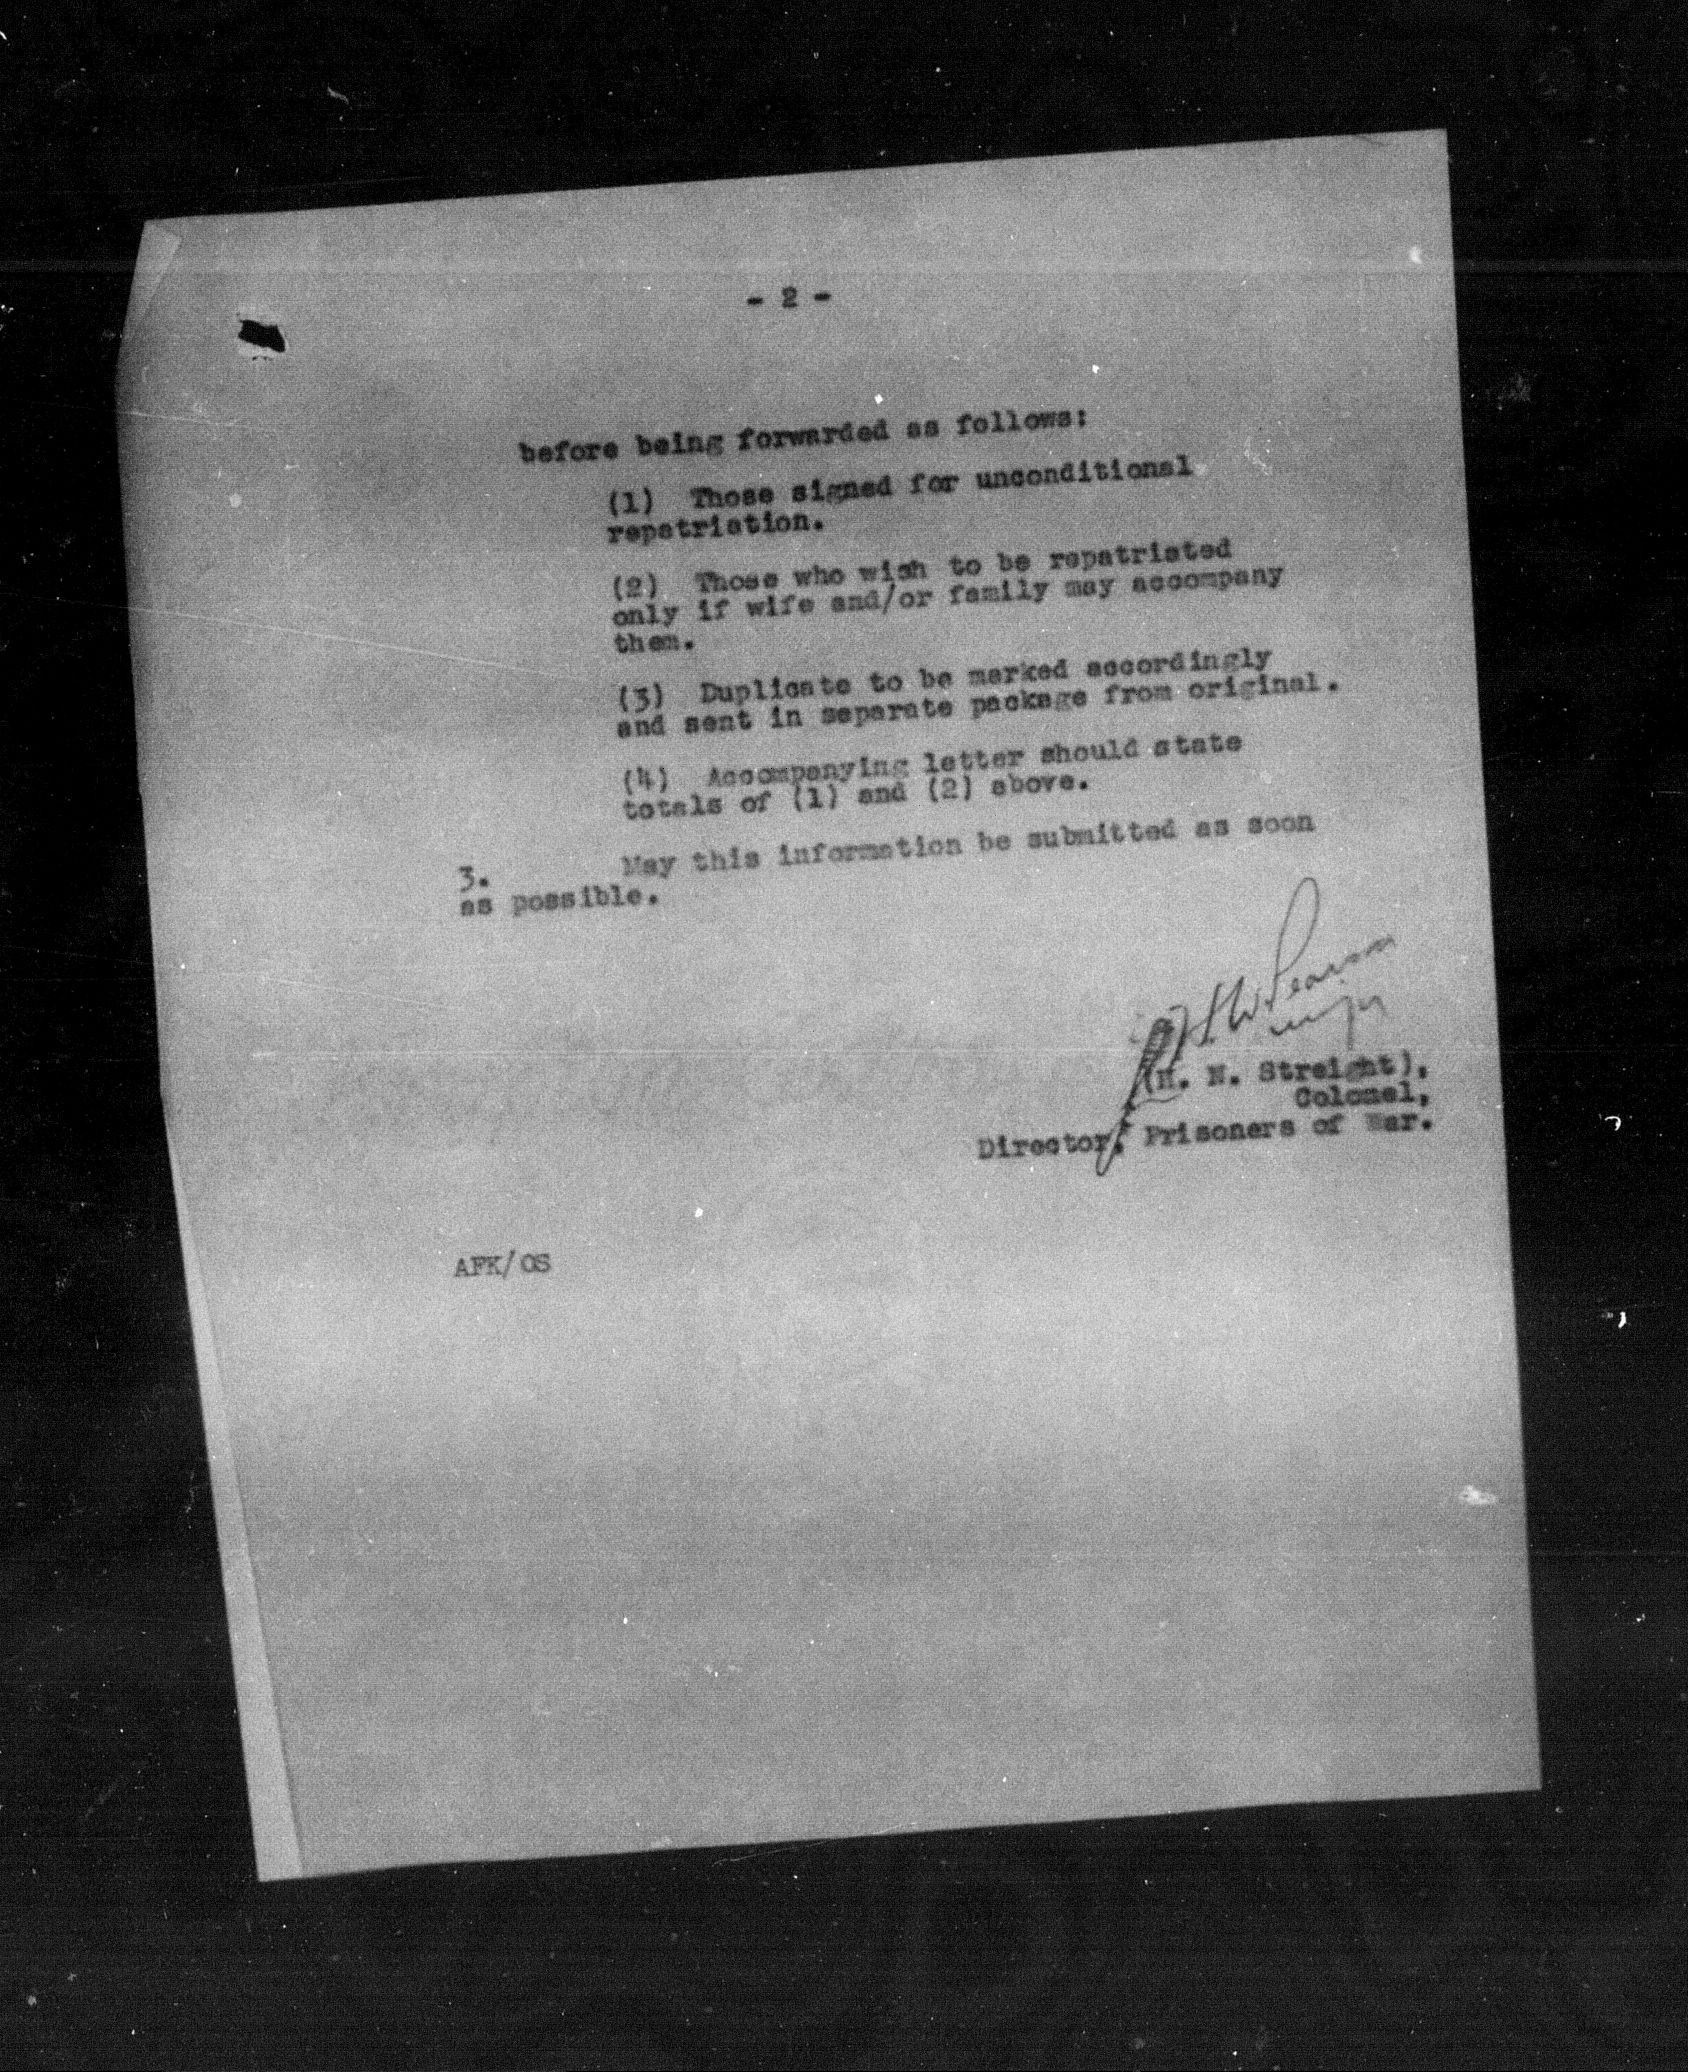 - 2 -
before being forwarded as follows:
(1) Those signed for unconditional
repatriation.
(2) Those who wish to be repatriated
only if wife and/or family may accompany
them.
(3) Duplicate to be marked accordingly
and sent in separate package from original.
(4) Accompanying letter should state
totals of (1) and (2) above.
3. May this information be submitted as soon
as possible.
H.W. Pearson
Major
(H. N. Streight),
Colonel,
Director, Prisoners of War.
AFK/OS